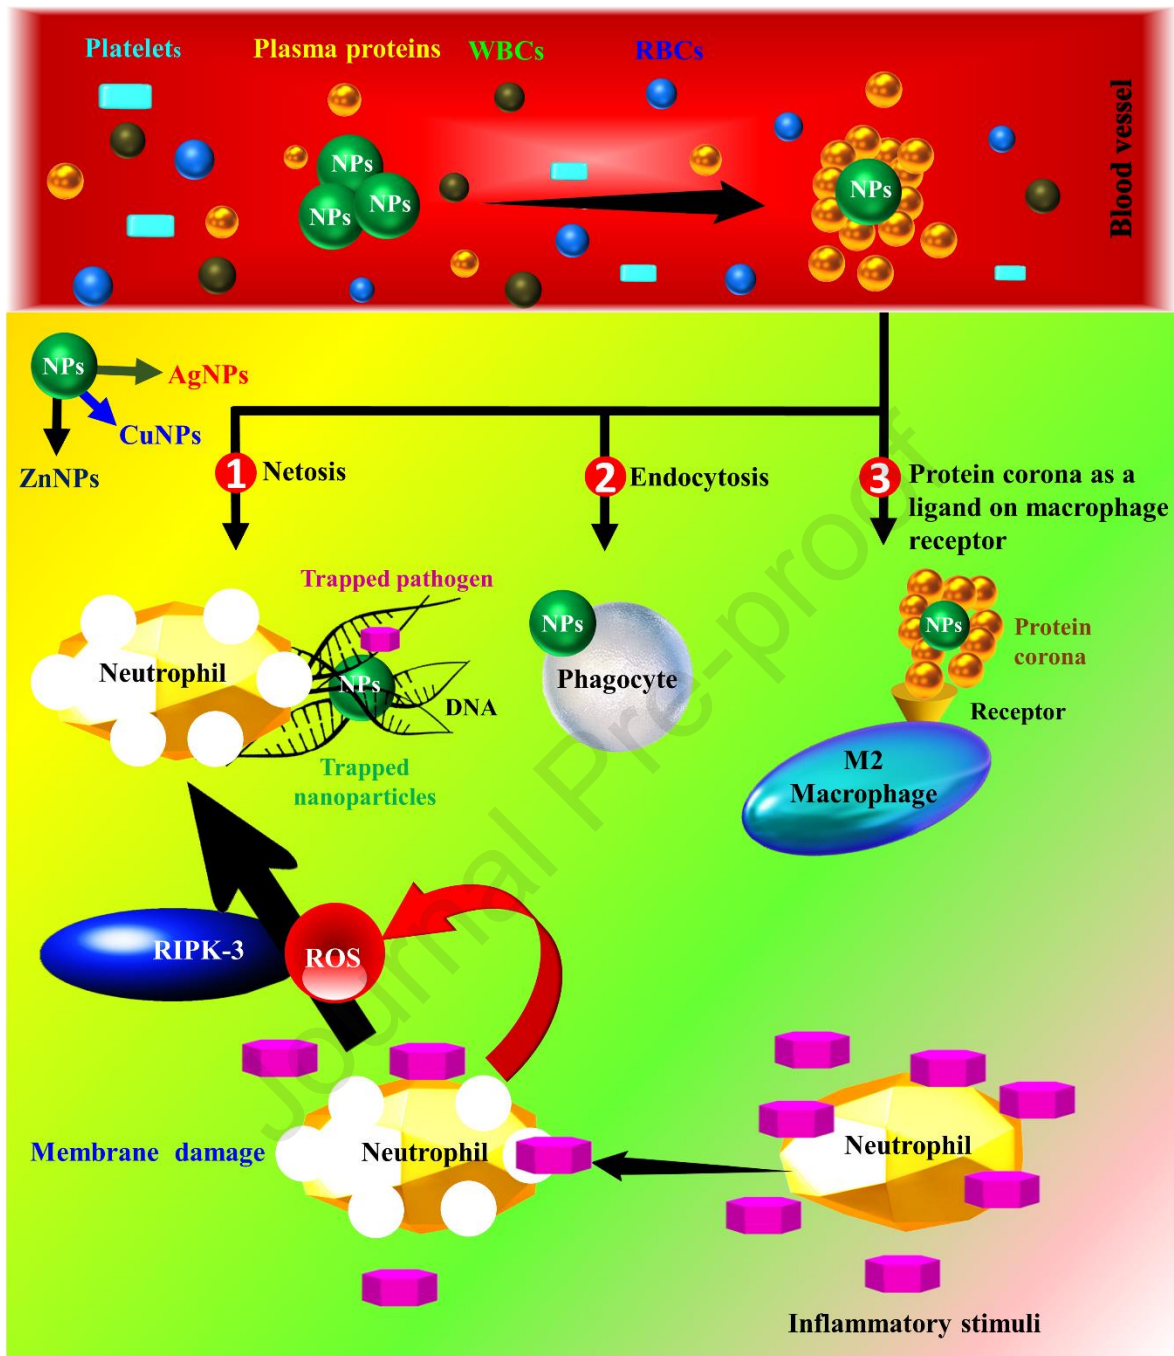 Platelets
Plasma proteins
WBCs
RBCs
Blood vessel
NPs
NPs
NPs
NPs
NPs
AgNPs
CuNPs
ZnNPs
1
Netosis
2
Endocytosis
3
Protein corona as a
ligand on macrophage
receptor
Trapped pathogen
Neutrophil
NPs
DNA
Trapped
nanoparticles
NPs
Phagocyte
NPs
Protein
corona
Receptor
M2
Macrophage
RIPK-3
ROS
Membrane damage
Neutrophil
Neutrophil
Inflammatory stimuli
Journal Pre-proof